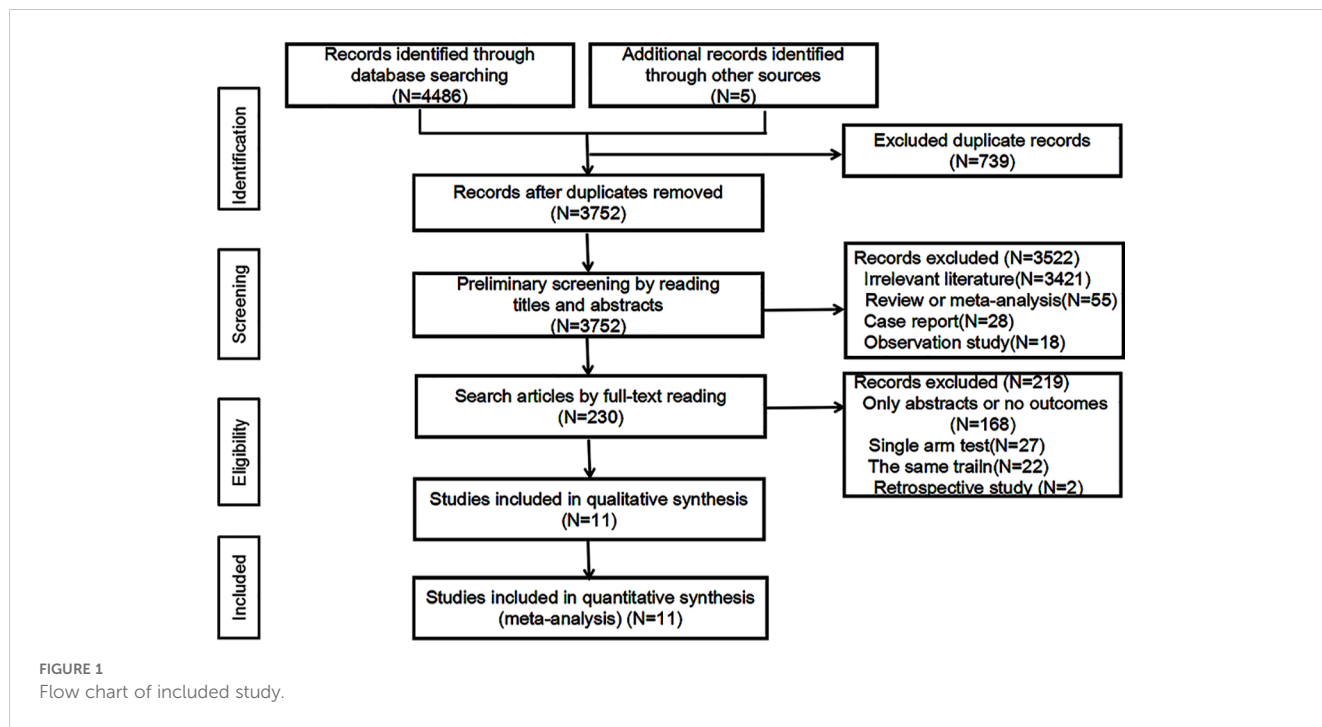 Records identified through
database searching
(N=4486)
Additional records identified
through other sources
(N=5)
Identification
Excluded duplicate records
(N=739)
Records after duplicates removed
(N=3752)
Screening
Preliminary screening by reading
titles and abstracts
(N=3752)
Records excluded (N=3522)
Irrelevant literature(N=3421)
Review or meta-analysis(N=55)
Case report(N=28)
Observation study(N=18)
Eligibility
Search articles by full-text reading
(N=230)
Records excluded (N=219)
Only abstracts or no outcomes
(N=168)
Single arm test(N=27)
The same trailn(N=22)
Retrospective study (N=2)
Studies included in qualitative synthesis
(N=11)
Included
Studies included in quantitative synthesis
(meta-analysis) (N=11)
FIGURE 1
Flow chart of included study.